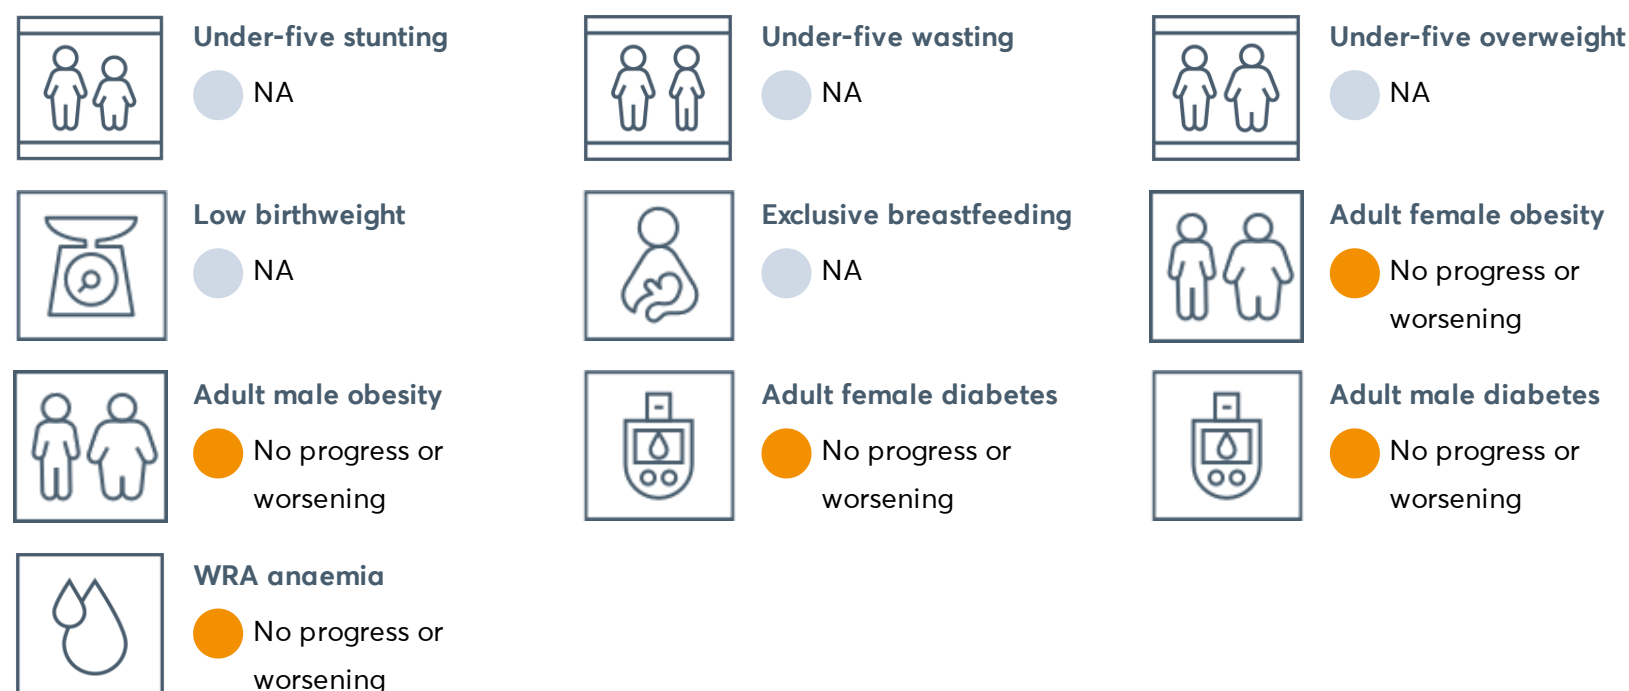 Under-five stunting
NA
Under-five wasting
NA
Under-five overweight
NA
Low birthweight
NA
Exclusive breastfeeding
NA
Adult female obesity
No progress or
worsening
Adult male obesity
No progress or
worsening
Adult female diabetes
No progress or
worsening
Adult male diabetes
No progress or
worsening
WRA anaemia
No progress or
worsening